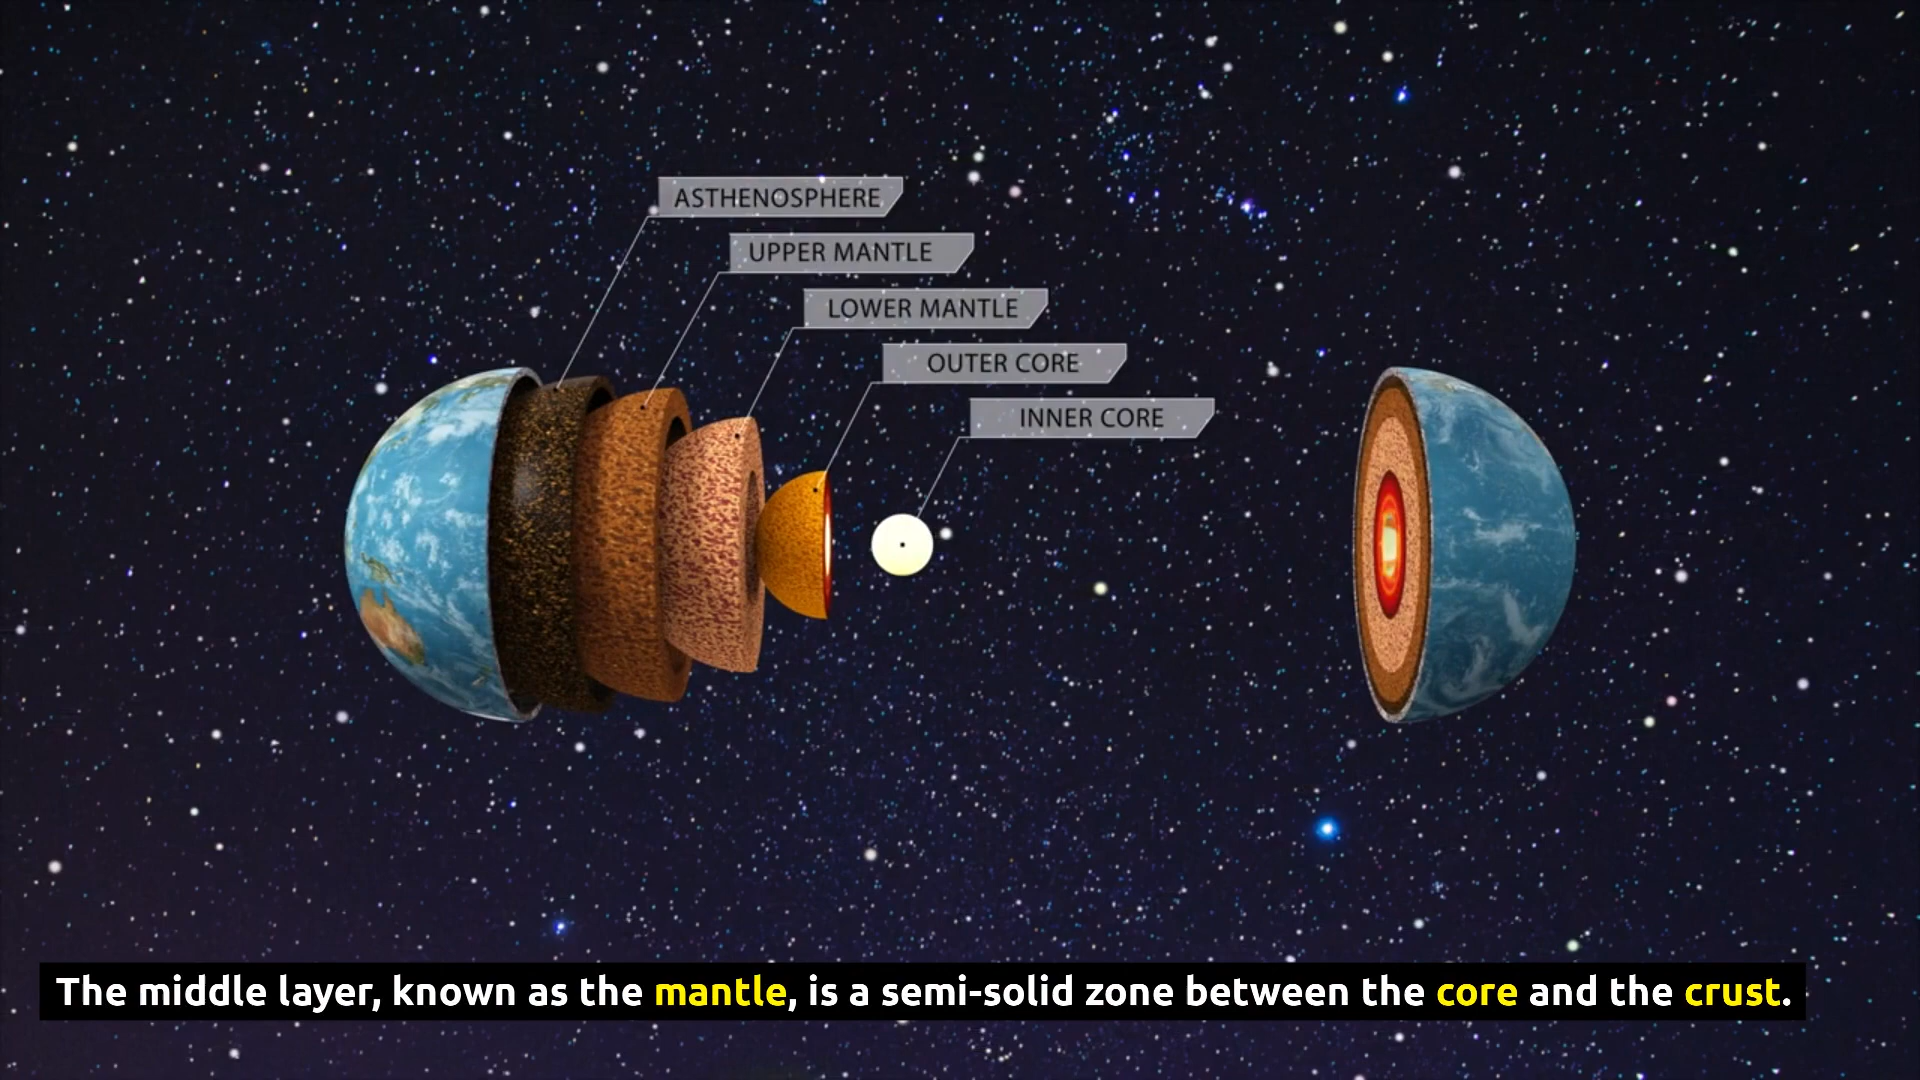 ASTHENOSPHERE
UPPER MANTLE
LOWER MANTLE
OUTER CORE
INNER CORE
The middle layer, known as the mantle, is a semi-solid zone between the core and the crust.